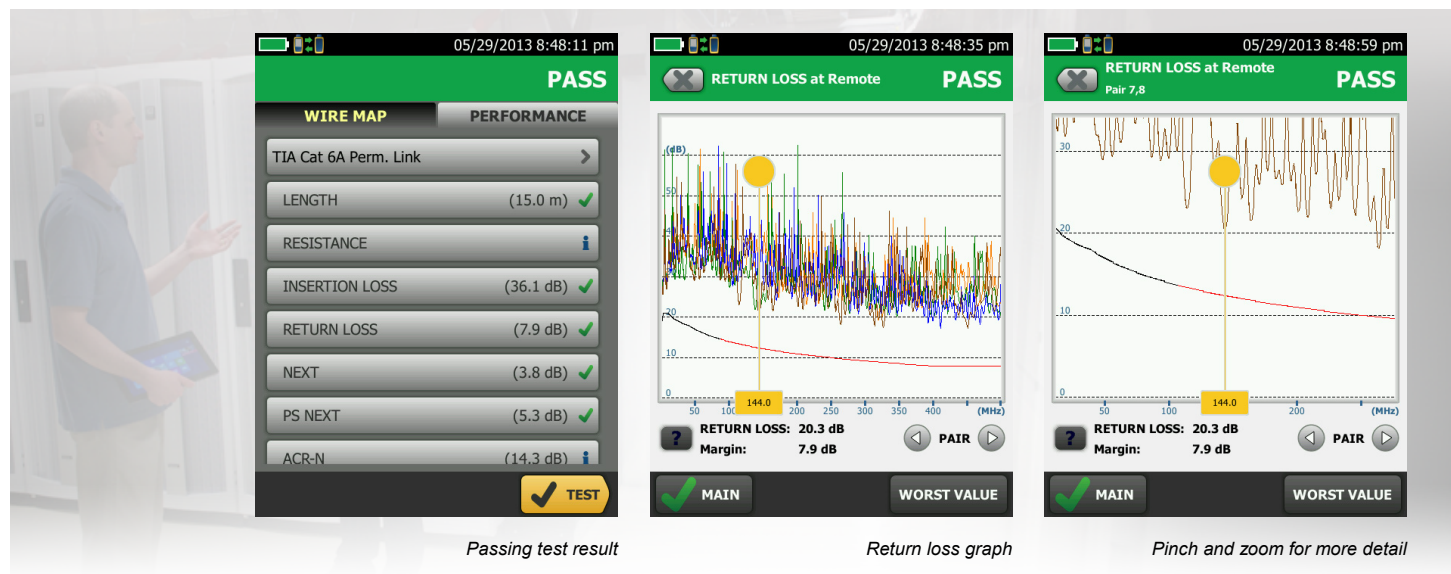 05/29/2013 8:48:11 pm
PASS
WIRE MAP PERFORMANCE
TIA Cat 6A Perm. Link
LENGTH (15.0 m)
RESISTANCE
INSERTION LOSS (36.1 dB)
RETURN LOSS (7.9 dB)
NEXT (3.8 dB)
PS NEXT (5.3 dB)
ACR-N (14.3 dB)
TEST
Passing test result
05/29/2013 8:48:35 pm
RETURN LOSS at Remote PASS
(dB)
50
20
10
0
144.0
50 100 200 250 300 350 400 (MHz)
? RETURN LOSS: 20.3 dB
Margin: 7.9 dB
PAIR
MAIN WORST VALUE
Return loss graph
05/29/2013 8:48:59 pm
RETURN LOSS at Remote
Pair 7,8
PASS
30
20
10
0
144.0
50 100 200 (MHz)
? RETURN LOSS: 20.3 dB
Margin: 7.9 dB
PAIR
MAIN WORST VALUE
Pinch and zoom for more detail